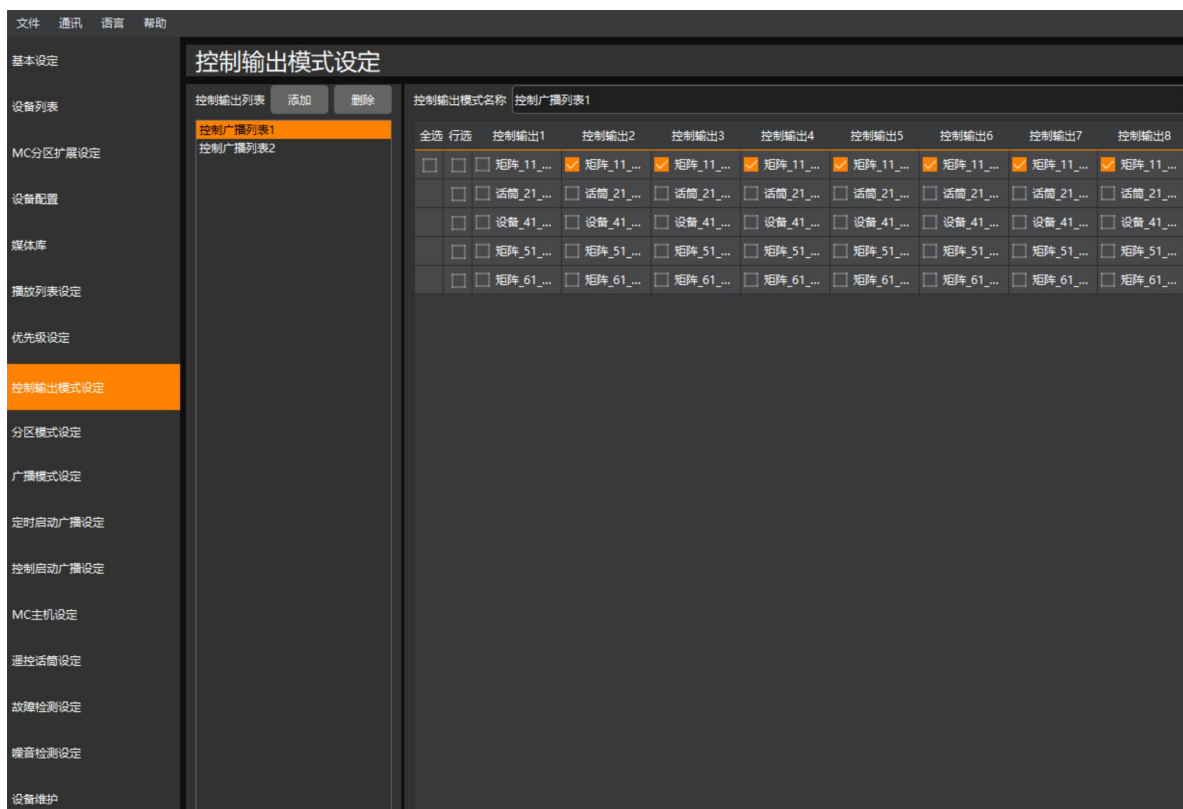 文件 通讯 语言 帮助
基本设定
设备列表
MC分区扩展设定
设备配置
媒体库
播放列表设定
优先级设定
控制输出模式设定
分区模式设定
广播模式设定
定时启动广播设定
控制启动广播设定
MC主机设定
遥控话筒设定
故障检测设定
噪音检测设定
设备维护
控制输出模式设定
控制输出列表 添加 删除
控制广播列表1
控制广播列表2
控制输出模式名称 控制广播列表1
全选 行选 控制输出1 控制输出2 控制输出3 控制输出4 控制输出5 控制输出6 控制输出7 控制输出8
矩阵_11_... 矩阵_11_... 矩阵_11_... 矩阵_11_... 矩阵_11_... 矩阵_11_... 矩阵_11_... 矩阵_11_...
话筒_21_... 话筒_21_... 话筒_21_... 话筒_21_... 话筒_21_... 话筒_21_... 话筒_21_... 话筒_21_...
设备_41_... 设备_41_... 设备_41_... 设备_41_... 设备_41_... 设备_41_... 设备_41_... 设备_41_...
矩阵_51_... 矩阵_51_... 矩阵_51_... 矩阵_51_... 矩阵_51_... 矩阵_51_... 矩阵_51_... 矩阵_51_...
矩阵_61_... 矩阵_61_... 矩阵_61_... 矩阵_61_... 矩阵_61_... 矩阵_61_... 矩阵_61_... 矩阵_61_...